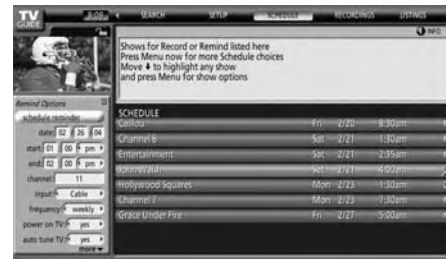 TV GUIDE
8:09 SEARCH SETUP SCHEDULE RECORDINGS LISTINGS
INFO
Shows for Record or Remind listed here
Press Menu now for more Schedule choices
Move to highlight any show
and press Menu for show options
Remind Options
schedule reminder
date: 02 / 26 / 04
start: 01 : 00 pm
end: 02 : 00 pm
channel: 11
input: Cable
frequency: weekly
power on TV: yes
auto tune TV: yes
more
SCHEDULE
Caillou Fri 2/20 8:30am
Channel 6 Sat 2/21 1:30am
Entertainment Sat 2/21 2:35am
Sat 2/21 4:00am
Hollywood Squares Mon 2/23 1:30am
Channel 7 Mon 2/23 7:30am
Grace Under Fire Fri 2/27 5:00am